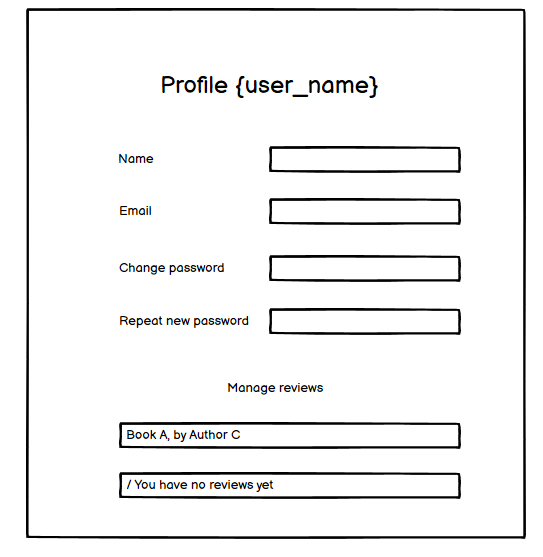 Profile {user_name}
Name
Email
Change password
Repeat new password
Manage reviews
Book A, by Author C
/ You have no reviews yet